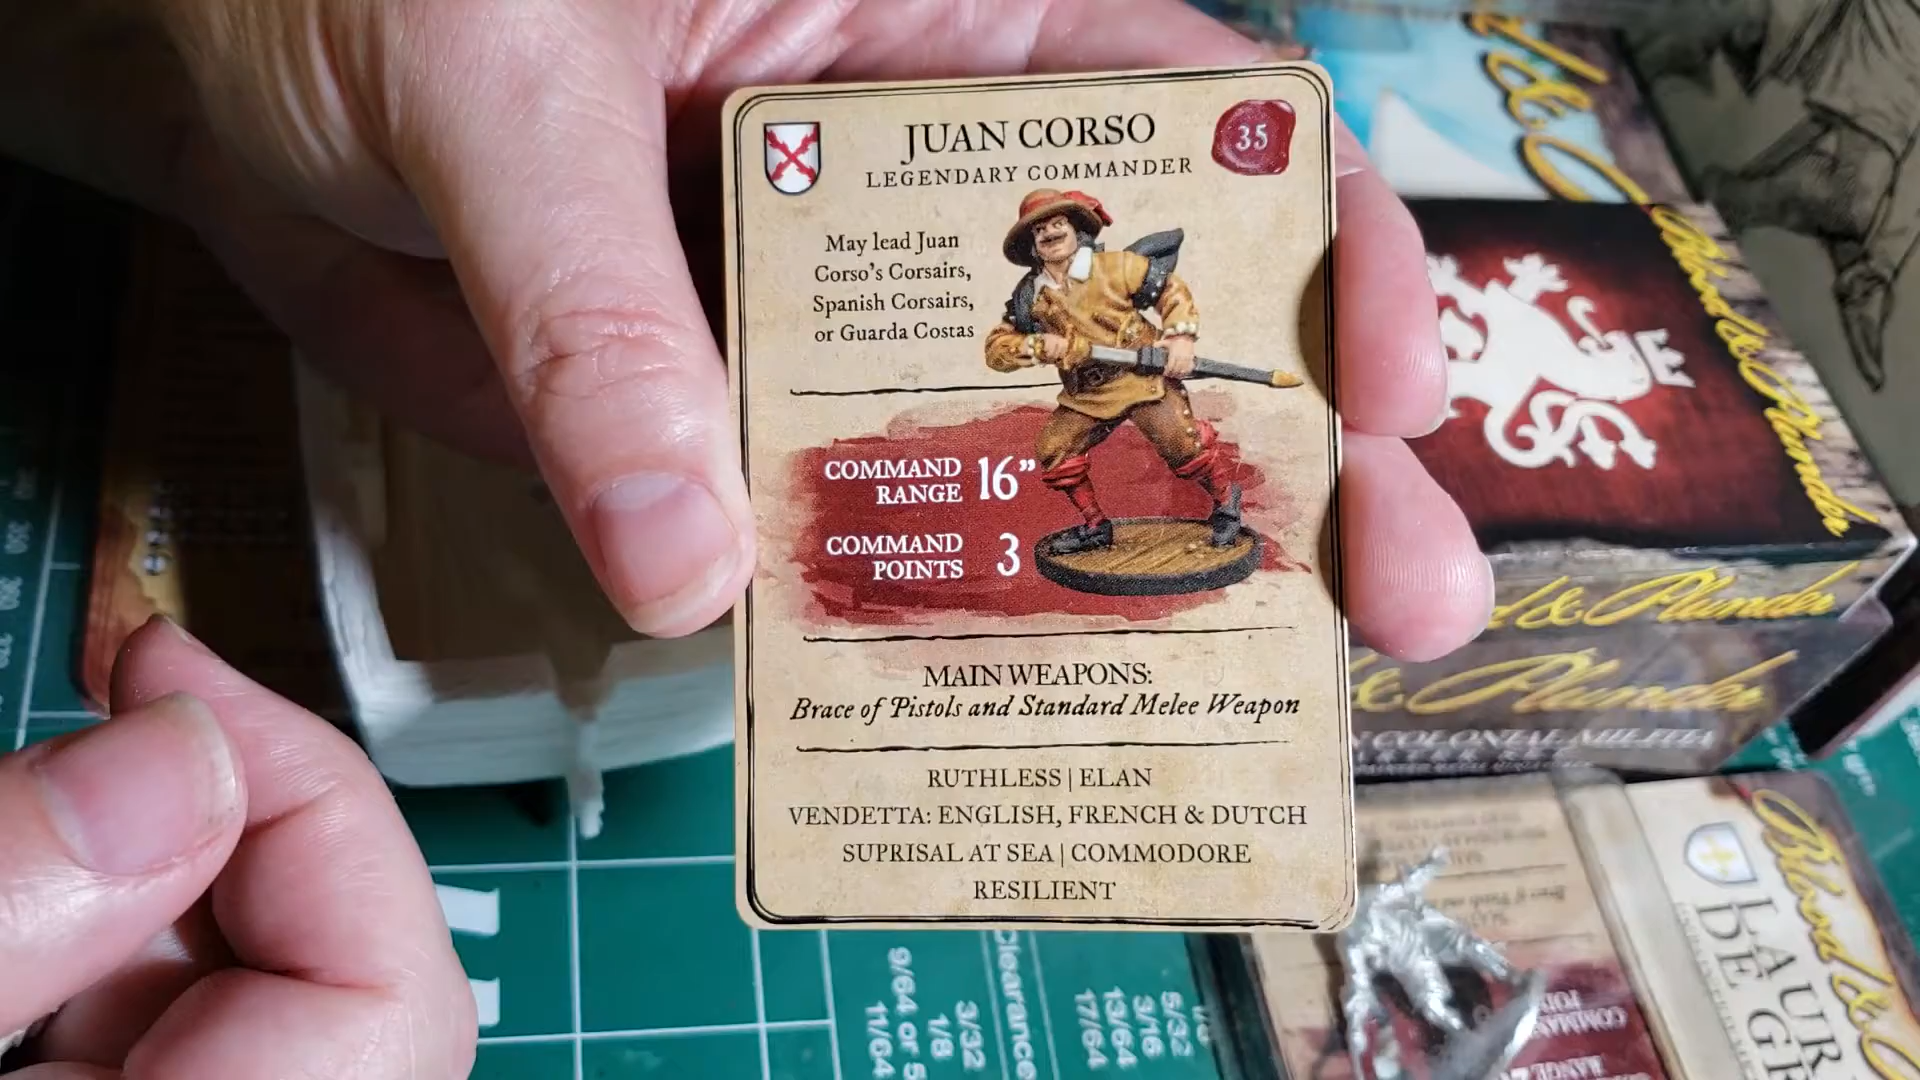 JUAN CORSO
35
LEGENDARY COMMANDER
May lead Juan
Corso's Corsairs,
Spanish Corsairs,
or Guarda Costas
COMMAND
RANGE 16”
COMMAND
POINTS 3
MAIN WEAPONS:
Brace of Pistols and Standard Melee Weapon
RUTHLESS | ELAN
VENDETTA: ENGLISH, FRENCH & DUTCH
SUPRISAL AT SEA | COMMODORE
RESILIENT
d & 
Blood & Plunder
d & Plunder
& Plunder
COLONIAL MILITIA
Blood &
LAUR
DE G
9/64 or 5
11/64
3/32
1/8
Clearance
5/32
3/16
13/64
17/64